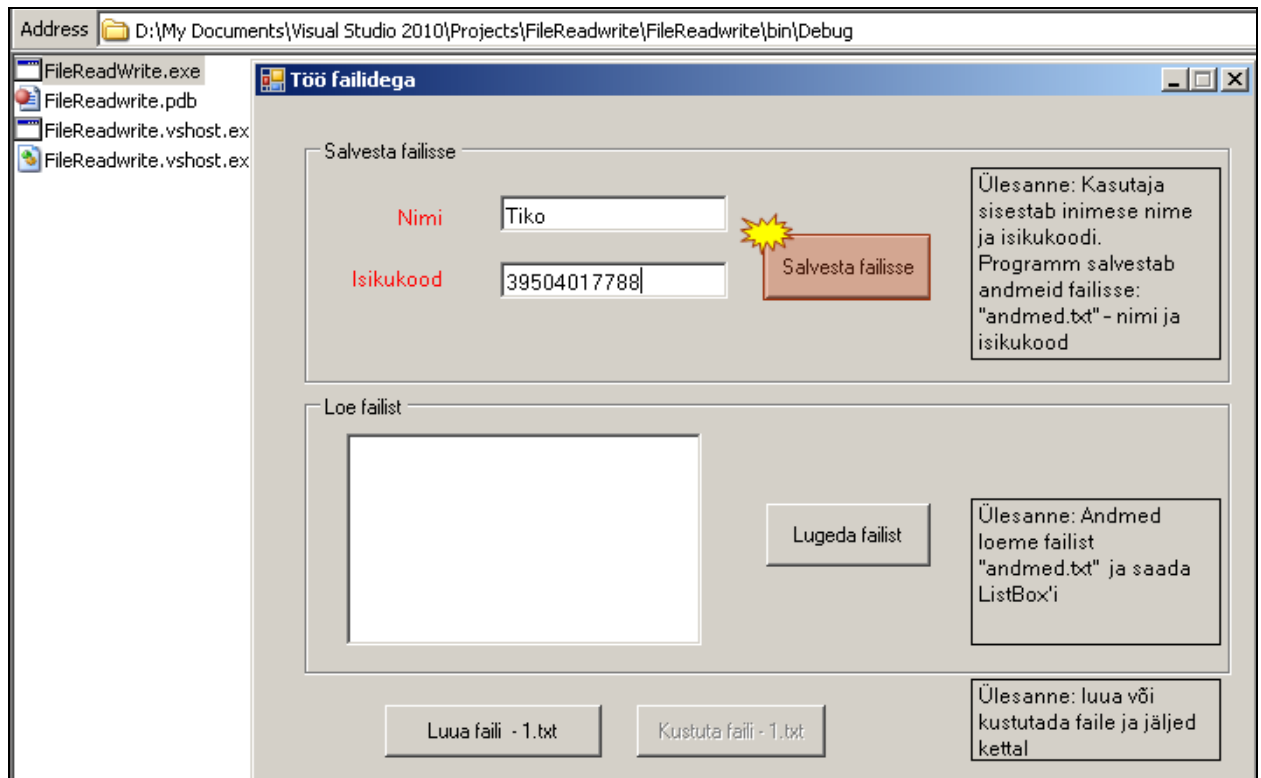 Address D:\My Documents\Visual Studio 2010\Projects\FileReadwrite\FileReadwrite\bin\Debug
FileReadWrite.exe
FileReadwrite.pdb
FileReadwrite.vshost.ex
FileReadwrite.vshost.ex
Töö failidega
Salvesta failisse
Nimi
Tiko
Isikukood
39504017788
Salvesta failisse
Ülesanne: Kasutaja
sisestab inimese nime
ja isikukoodi.
Programm salvestab
andmeid failisse:
"andmed.txt" - nimi ja
isikukood
Loe failist
Lugeda failist
Ülesanne: Andmed
loeme failist
"andmed.txt" ja saada
ListBox'i
Luua faili - 1.txt
Kustuta faili - 1.txt
Ülesanne: luua või
kustutada faile ja jäljed
kettal